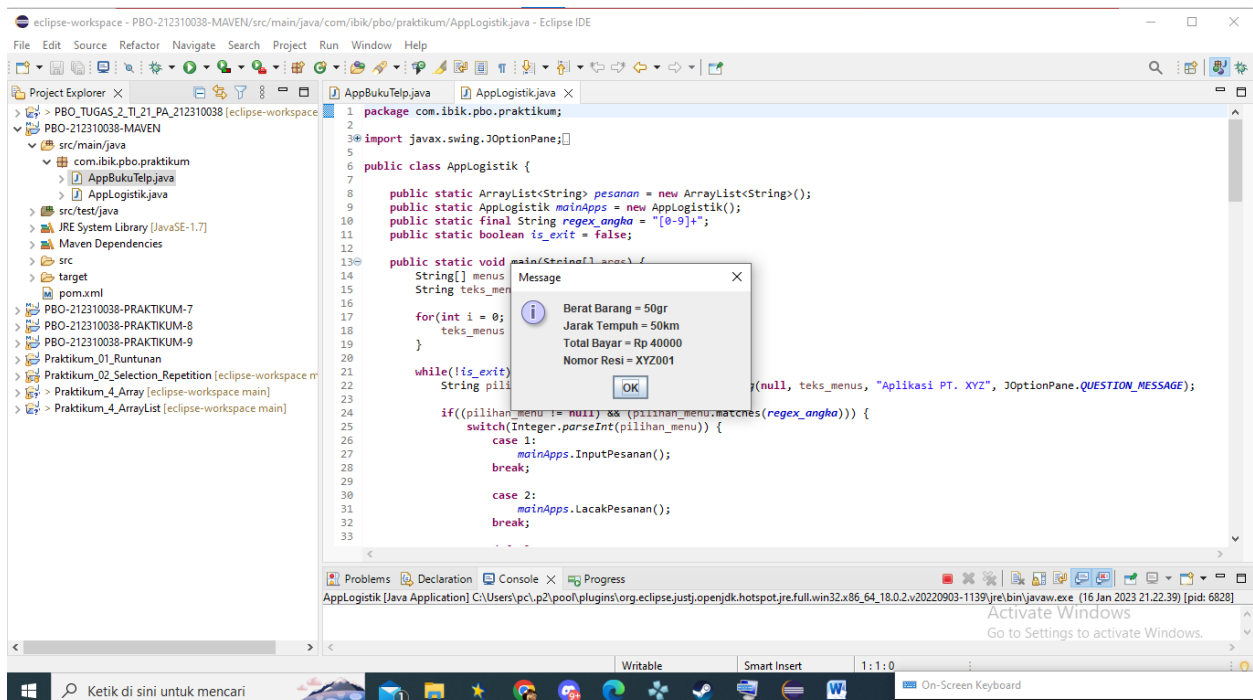 eclipse-workspace - PBO-212310038-MAVEN/src/main/java/com/ibik/pbo/praktikum/AppLogistik.java - Eclipse IDE
File Edit Source Refactor Navigate Search Project Run Window Help
Project Explorer
> PBO_TUGAS_2_TI_21_PA_212310038 [eclipse-workspace
PBO-212310038-MAVEN
src/main/java
com.ibik.pbo.praktikum
AppBukuTelp.java
AppLogistik.java
src/test/java
JRE System Library [JavaSE-1.7]
Maven Dependencies
src
target
pom.xml
PBO-212310038-PRAKTIKUM-7
PBO-212310038-PRAKTIKUM-8
PBO-212310038-PRAKTIKUM-9
Praktikum_01_Runtunan
Praktikum_02_Selection_Repetition [eclipse-workspace m
> Praktikum_4_Array [eclipse-workspace main]
> Praktikum_4_ArrayList [eclipse-workspace main]
AppBukuTelp.java AppLogistik.java
1 package com.ibik.pbo.praktikum;
2
3 import javax.swing.JOptionPane;
5
6 public class AppLogistik {
7
8 public static ArrayList<String> pesanan = new ArrayList<String>();
9 public static AppLogistik mainApps = new AppLogistik();
10 public static final String regex_angka = "[0-9]+";
11 public static boolean is_exit = false;
12
13 public static void main(String[] args) {
14 String[] menus
15 String teks_men
16
17 for(int i = 0;
18 teks_menus
19 }
20
21 while(!is_exit)
22 String pili (null, teks_menus, "Aplikasi PT. XYZ", JOptionPane.QUESTION_MESSAGE);
23
24 if((pilihan_menu != null) && (pilihan_menu.matches(regex_angka))) {
25 switch(Integer.parseInt(pilihan_menu)) {
26 case 1:
27 mainApps.InputPesanan();
28 break;
29
30 case 2:
31 mainApps.LacakPesanan();
32 break;
33
Message
Berat Barang = 50gr
Jarak Tempuh = 50km
Total Bayar = Rp 40000
Nomor Resi = XYZ001
OK
Problems Declaration Console Progress
AppLogistik [Java Application] C:\Users\pc\.p2\pool\plugins\org.eclipse.justj.openjdk.hotspot.jre.full.win32.x86_64_18.0.2.v20220903-1139\jre\bin\javaw.exe (16 Jan 2023 21.22.39) [pid: 6828]
Activate Windows
Go to Settings to activate Windows.
Writable Smart Insert 1 : 1 : 0
Ketik di sini untuk mencari
On-Screen Keyboard